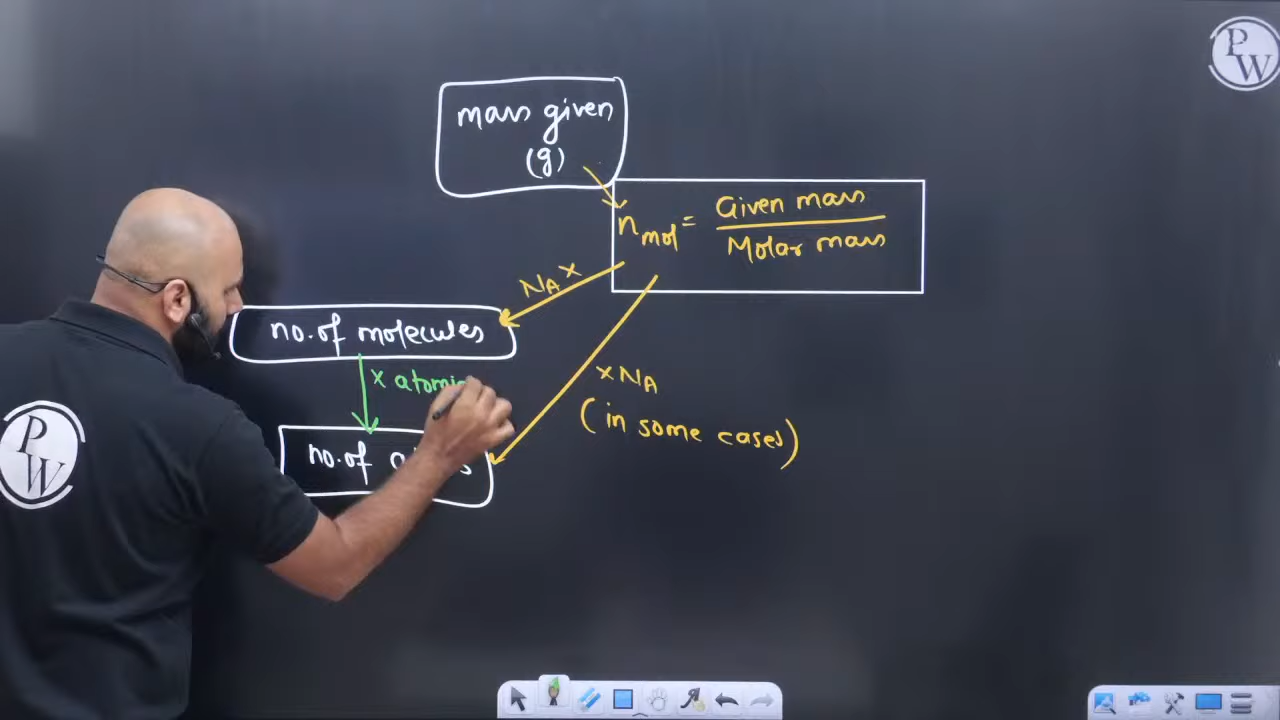 PW
mass given
(g)
n mol = Given mass
Molar mass
NA ×
no. of molecules
× atomic
× NA
(in some cases)
no. of
PW